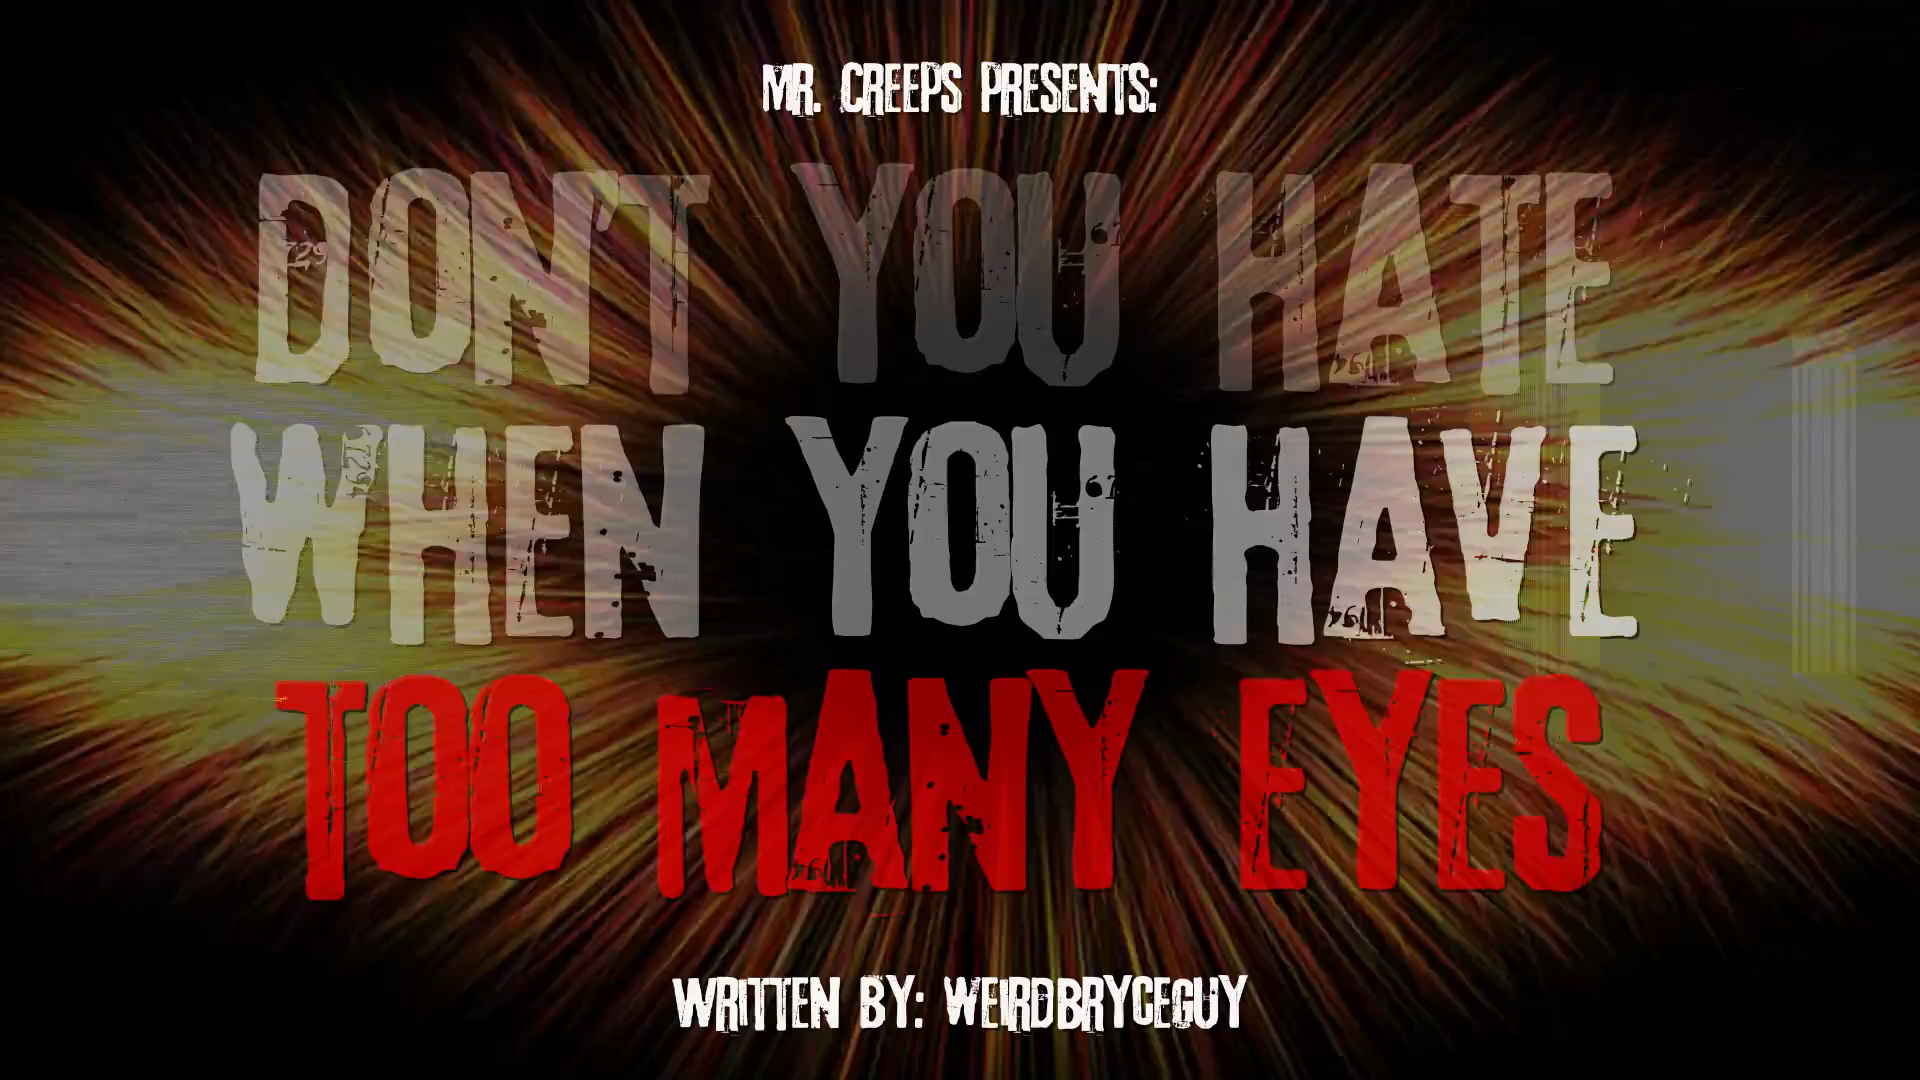 MR. CREEPS PRESENTS:
DON'T YOU HATE
WHEN YOU HAVE
TOO MANY EYES
WRITTEN BY: WEIRDBRYCEGUY